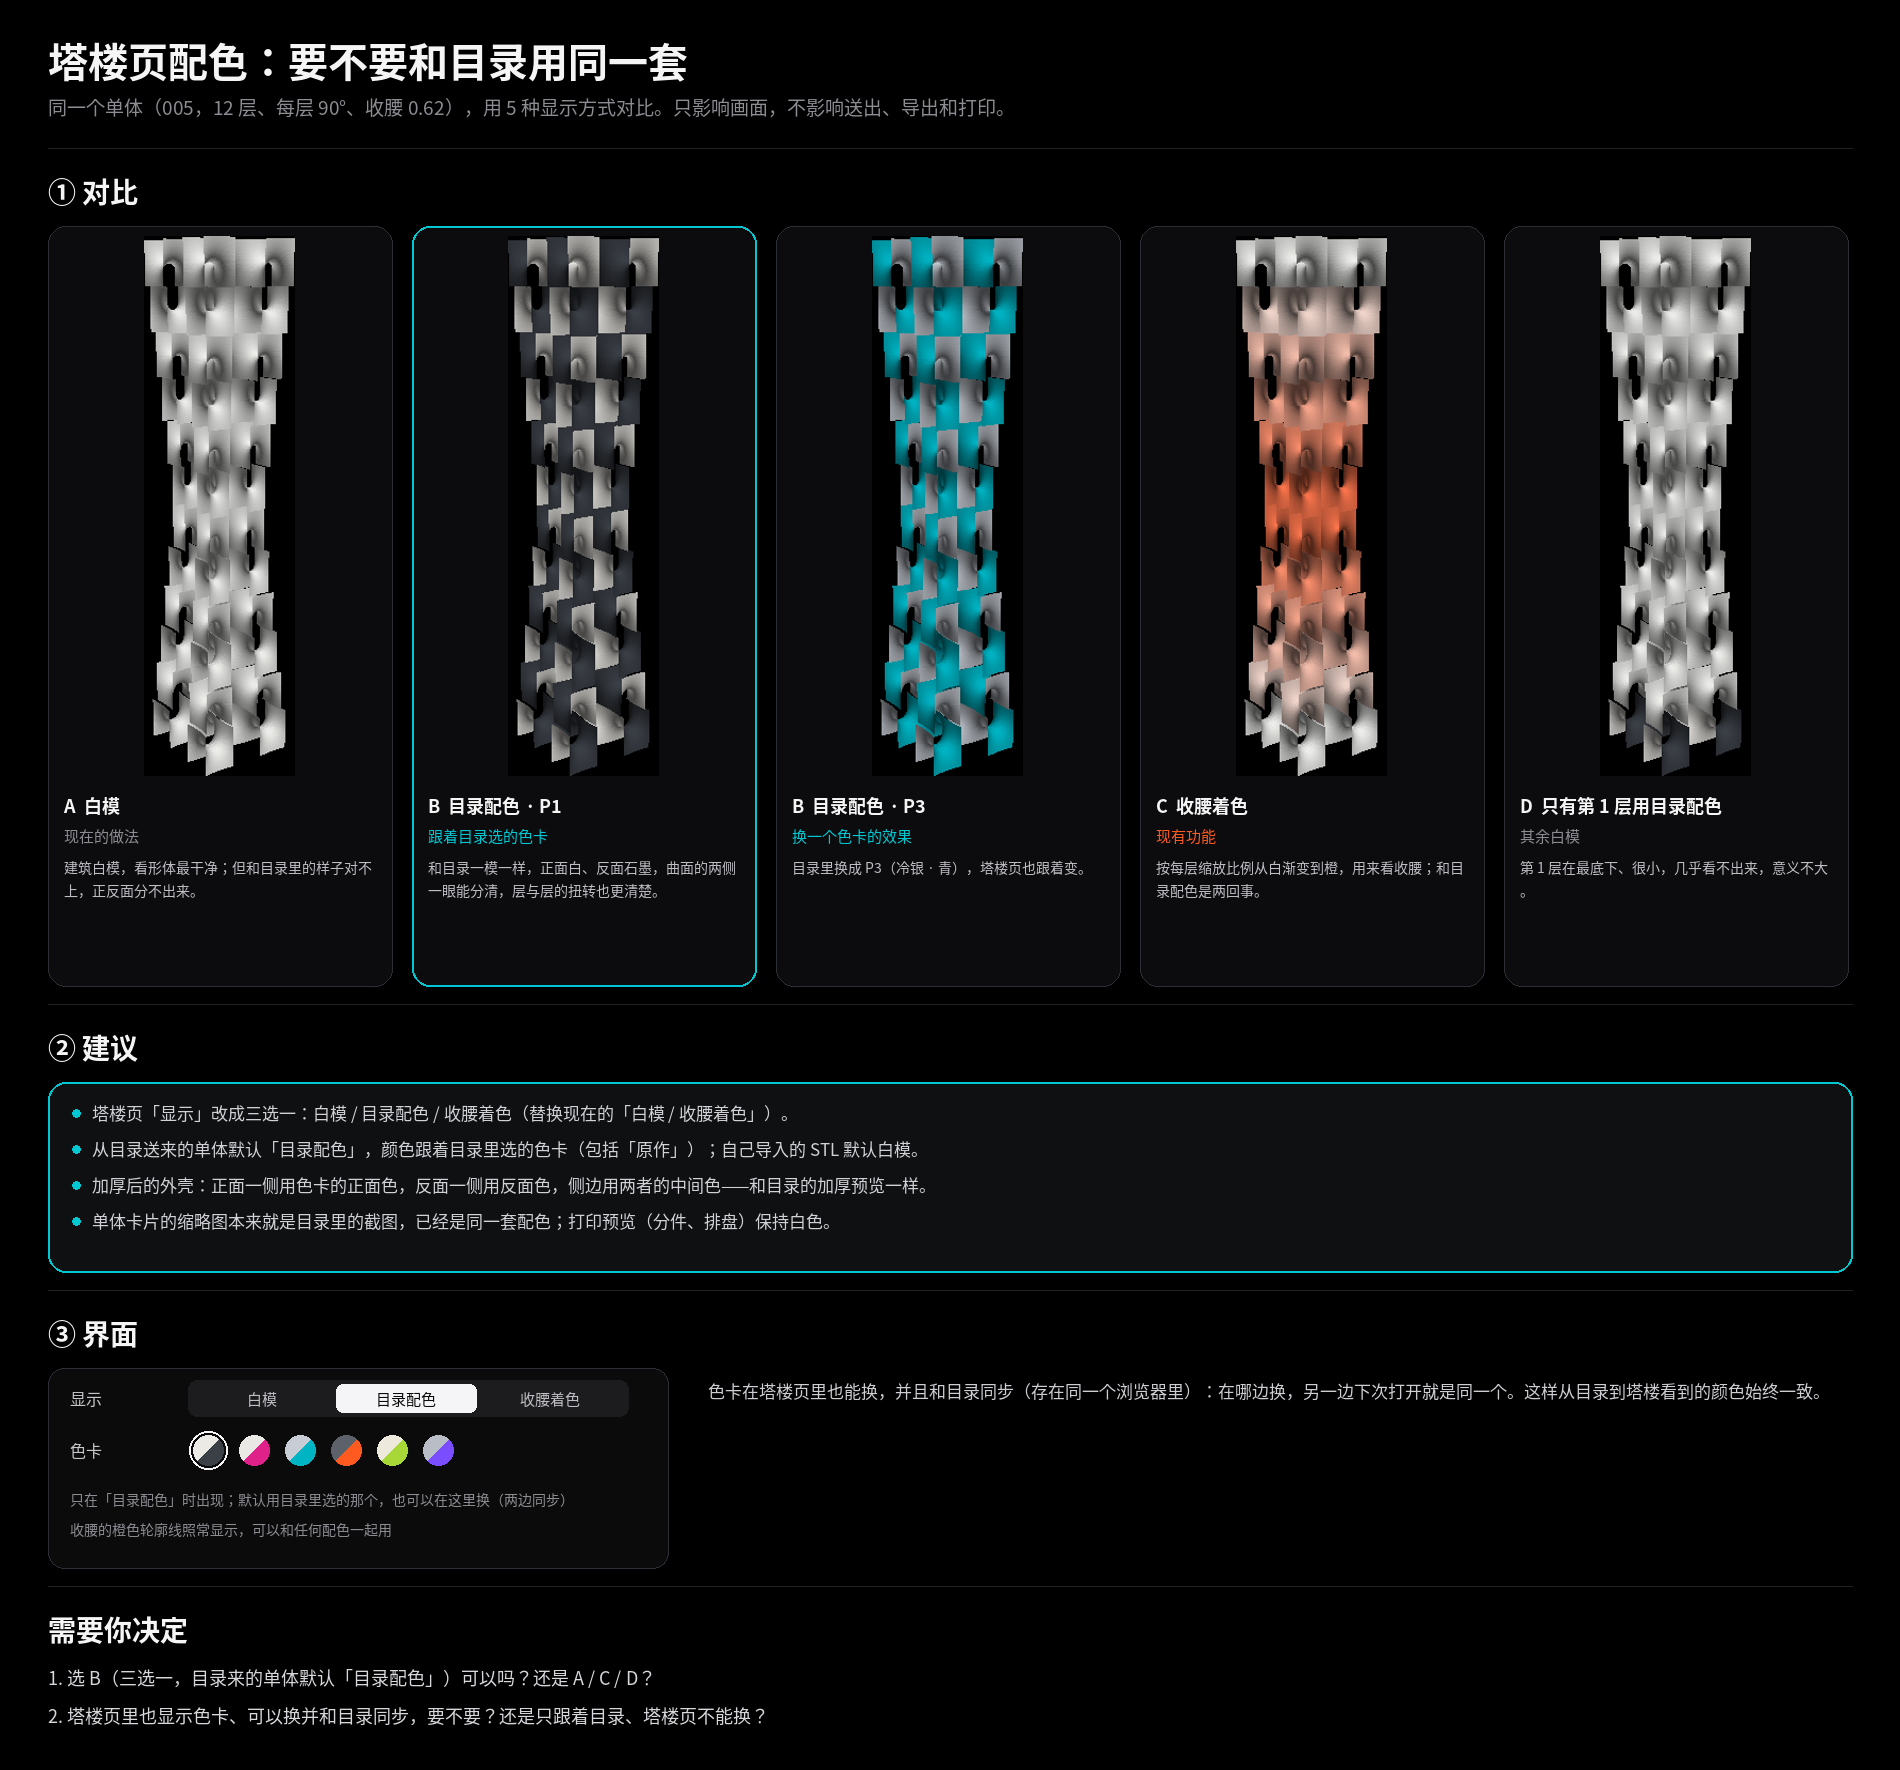 塔楼页配色：要不要和目录用同一套
同一个单体（005，12 层、每层 90°、收腰 0.62），用 5 种显示方式对比。只影响画面，不影响送出、导出和打印。
① 对比
A 白模
现在的做法
建筑白模，看形体最干净；但和目录里的样子对不
上，正反面分不出来。
B 目录配色 · P1
跟着目录选的色卡
和目录一模一样，正面白、反面石墨，曲面的两侧
一眼能分清，层与层的扭转也更清楚。
B 目录配色 · P3
换一个色卡的效果
目录里换成 P3（冷银 · 青），塔楼页也跟着变。
C 收腰着色
现有功能
按每层缩放比例从白渐变到橙，用来看收腰；和目
录配色是两回事。
D 只有第 1 层用目录配色
其余白模
第 1 层在最底下、很小，几乎看不出来，意义不大
。
② 建议
塔楼页「显示」改成三选一：白模 / 目录配色 / 收腰着色（替换现在的「白模 / 收腰着色」）。
从目录送来的单体默认「目录配色」，颜色跟着目录里选的色卡（包括「原作」）；自己导入的 STL 默认白模。
加厚后的外壳：正面一侧用色卡的正面色，反面一侧用反面色，侧边用两者的中间色——和目录的加厚预览一样。
单体卡片的缩略图本来就是目录里的截图，已经是同一套配色；打印预览（分件、排盘）保持白色。
③ 界面
显示
白模
目录配色
收腰着色
色卡
只在「目录配色」时出现；默认用目录里选的那个，也可以在这里换（两边同步）
收腰的橙色轮廓线照常显示，可以和任何配色一起用
色卡在塔楼页里也能换，并且和目录同步（存在同一个浏览器里）：在哪边换，另一边下次打开就是同一个。这样从目录到塔楼看到的颜色始终一致。
需要你决定
1. 选 B（三选一，目录来的单体默认「目录配色」）可以吗？还是 A / C / D？
2. 塔楼页里也显示色卡、可以换并和目录同步，要不要？还是只跟着目录、塔楼页不能换？